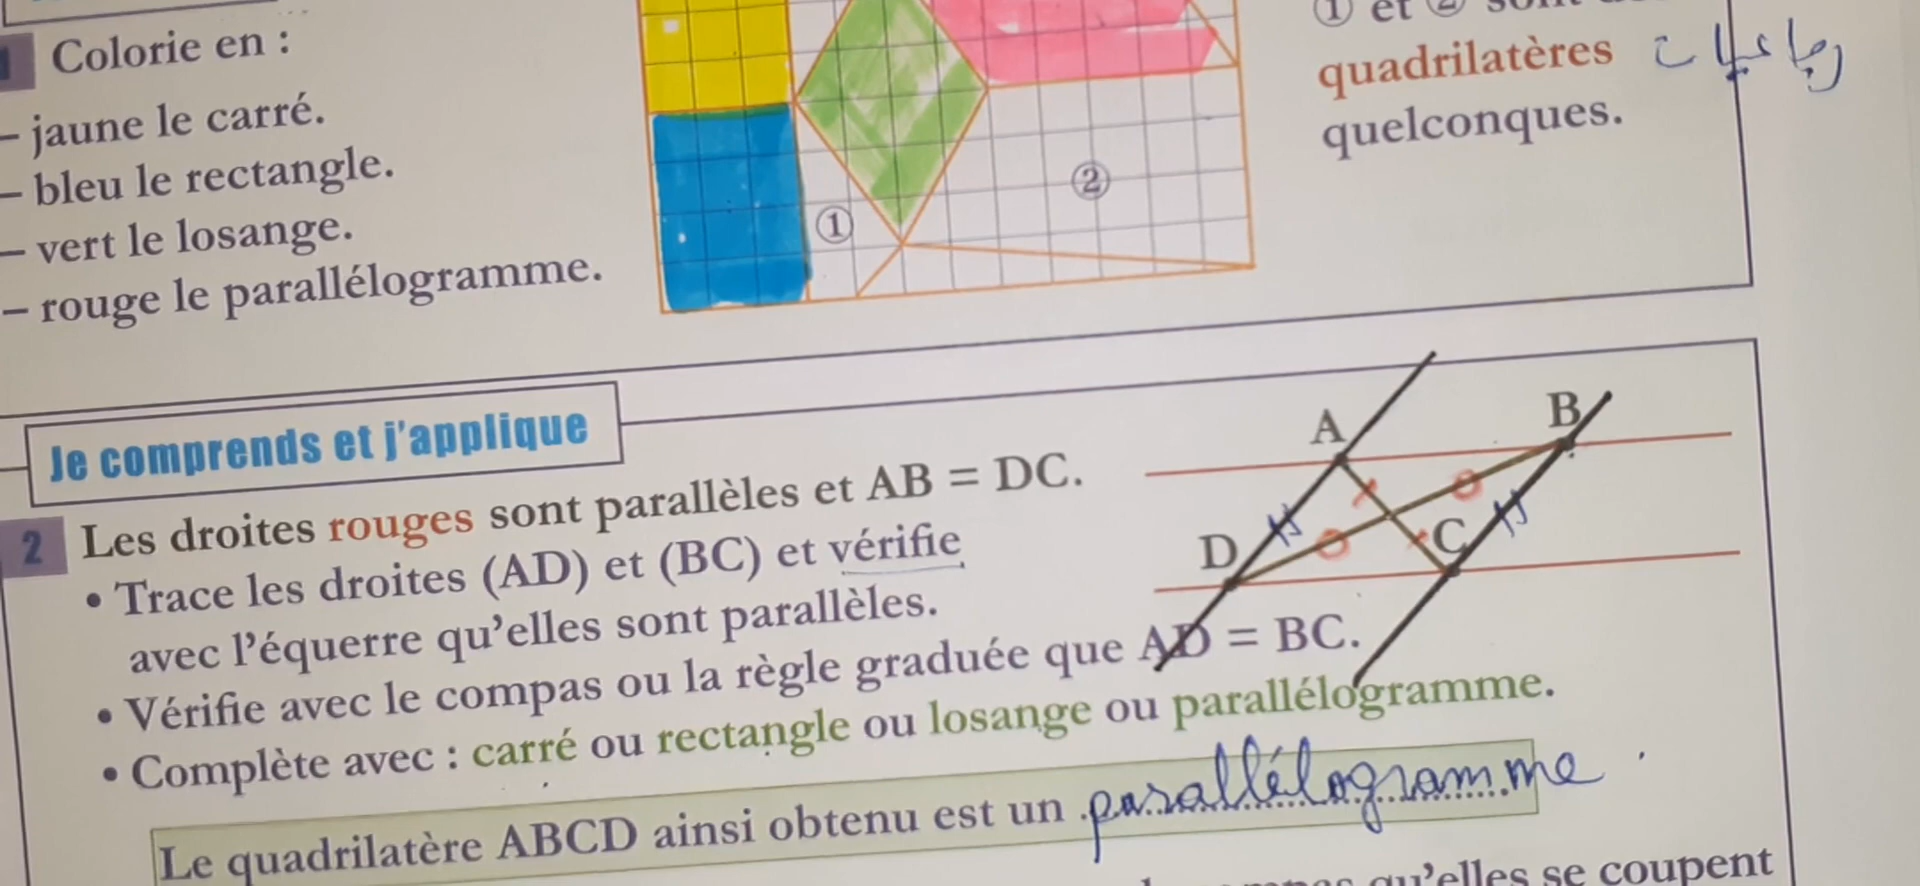 Colorie en :
① et ②
– jaune le carré.
quadrilatères رباعيات
– bleu le rectangle.
quelconques.
– vert le losange.
– rouge le parallélogramme.
①
②
Je comprends et j'applique
2 Les droites rouges sont parallèles et AB = DC.
• Trace les droites (AD) et (BC) et vérifie
avec l'équerre qu'elles sont parallèles.
• Vérifie avec le compas ou la règle graduée que AD = BC.
• Complète avec : carré ou rectangle ou losange ou parallélogramme.
A
B
D
C
Le quadrilatère ABCD ainsi obtenu est un parallélogramme
qu'elles se coupent